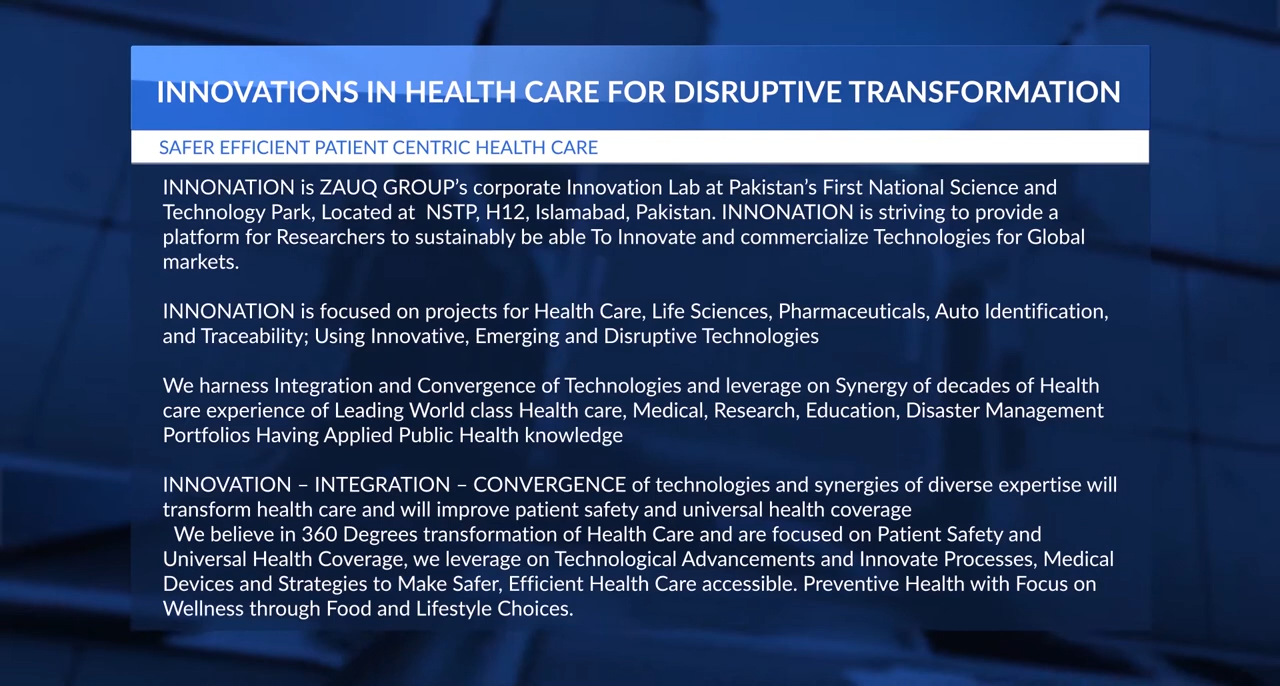 INNOVATIONS IN HEALTH CARE FOR DISRUPTIVE TRANSFORMATION
SAFER EFFICIENT PATIENT CENTRIC HEALTH CARE
INNONATION is ZAUQ GROUP’s corporate Innovation Lab at Pakistan’s First National Science and
Technology Park, Located at  NSTP, H12, Islamabad, Pakistan. INNONATION is striving to provide a
platform for Researchers to sustainably be able To Innovate and commercialize Technologies for Global
markets.
INNONATION is focused on projects for Health Care, Life Sciences, Pharmaceuticals, Auto Identification,
and Traceability; Using Innovative, Emerging and Disruptive Technologies
We harness Integration and Convergence of Technologies and leverage on Synergy of decades of Health
care experience of Leading World class Health care, Medical, Research, Education, Disaster Management
Portfolios Having Applied Public Health knowledge
INNOVATION – INTEGRATION – CONVERGENCE of technologies and synergies of diverse expertise will
transform health care and will improve patient safety and universal health coverage
We believe in 360 Degrees transformation of Health Care and are focused on Patient Safety and
Universal Health Coverage, we leverage on Technological Advancements and Innovate Processes, Medical
Devices and Strategies to Make Safer, Efficient Health Care accessible. Preventive Health with Focus on
Wellness through Food and Lifestyle Choices.